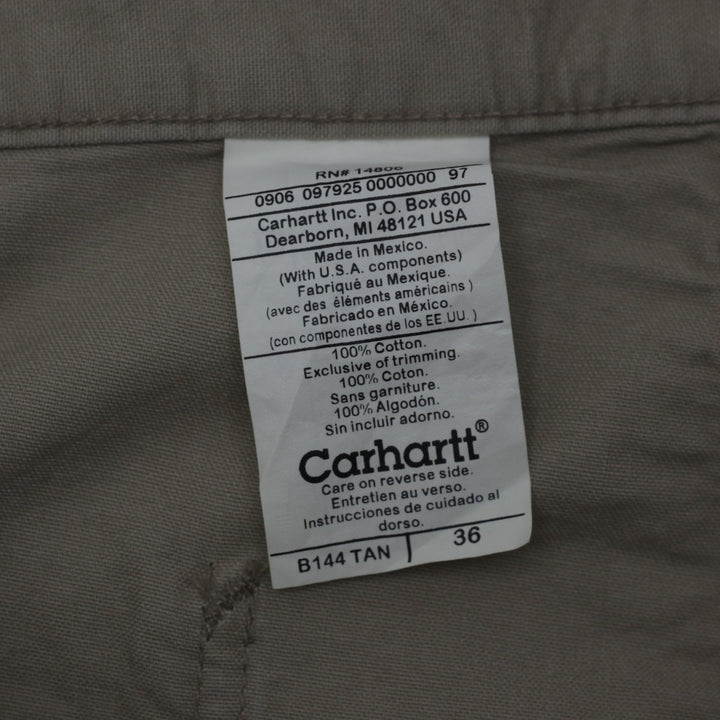 RN# 14806
0906 097925 0000000 97
Carhartt Inc. P.O. Box 600
Dearborn, MI 48121 USA
Made in Mexico.
(With U.S.A. components)
Fabriqué au Mexique.
(avec des éléments américains )
Fabricado en México.
(con componentes de los EE.UU. )
100% Cotton.
Exclusive of trimming.
100% Coton.
Sans garniture.
100% Algodón.
Sin incluir adorno.
Carhartt®
Care on reverse side.
Entretien au verso.
Instrucciones de cuidado al
dorso.
B144 TAN 36